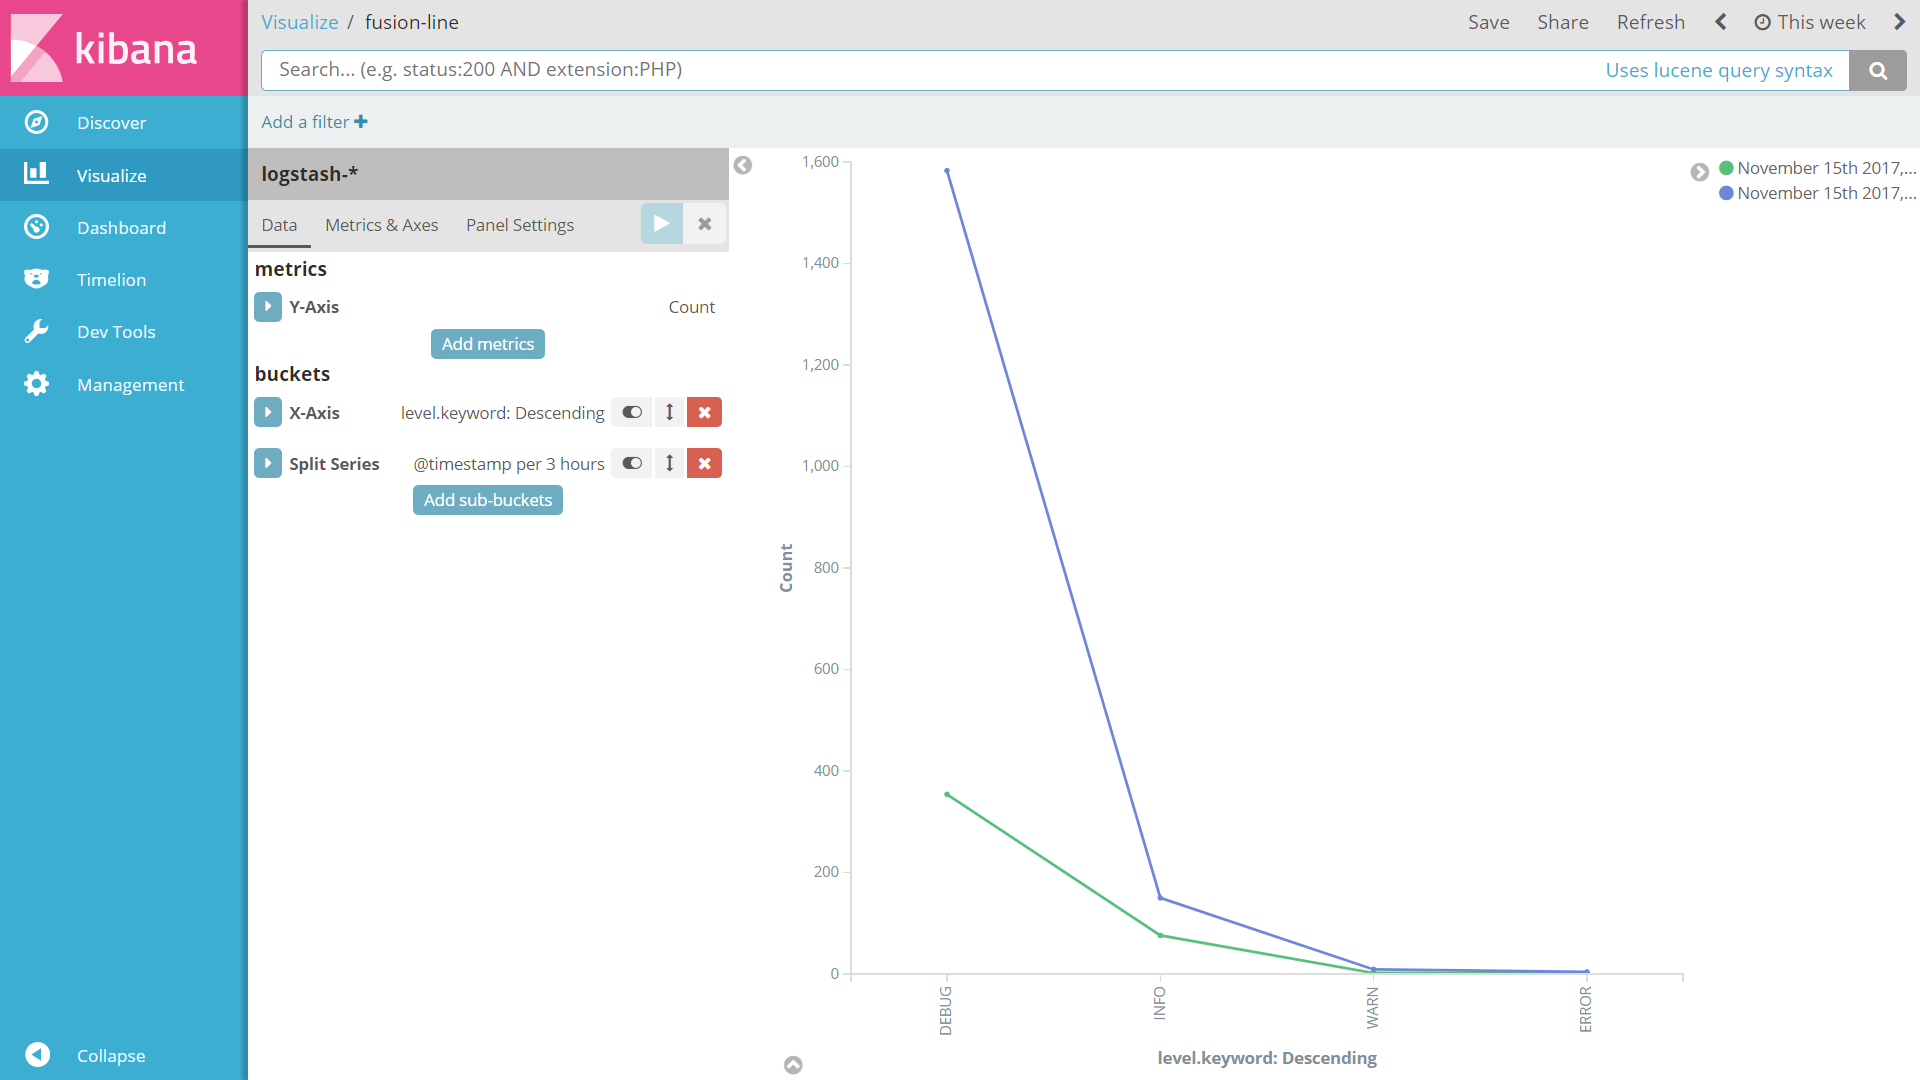 kibana
Discover
Visualize
Dashboard
Timelion
Dev Tools
Management
Collapse
Visualize / fusion-line
Save Share Refresh This week
Search... (e.g. status:200 AND extension:PHP) Uses lucene query syntax
Add a filter
logstash-*
Data Metrics & Axes Panel Settings
metrics
Y-Axis Count
Add metrics
buckets
X-Axis level.keyword: Descending
Split Series @timestamp per 3 hours
Add sub-buckets
1,600
1,400
1,200
1,000
800
600
400
200
0
Count
DEBUG
INFO
WARN
ERROR
level.keyword: Descending
November 15th 2017,...
November 15th 2017,...